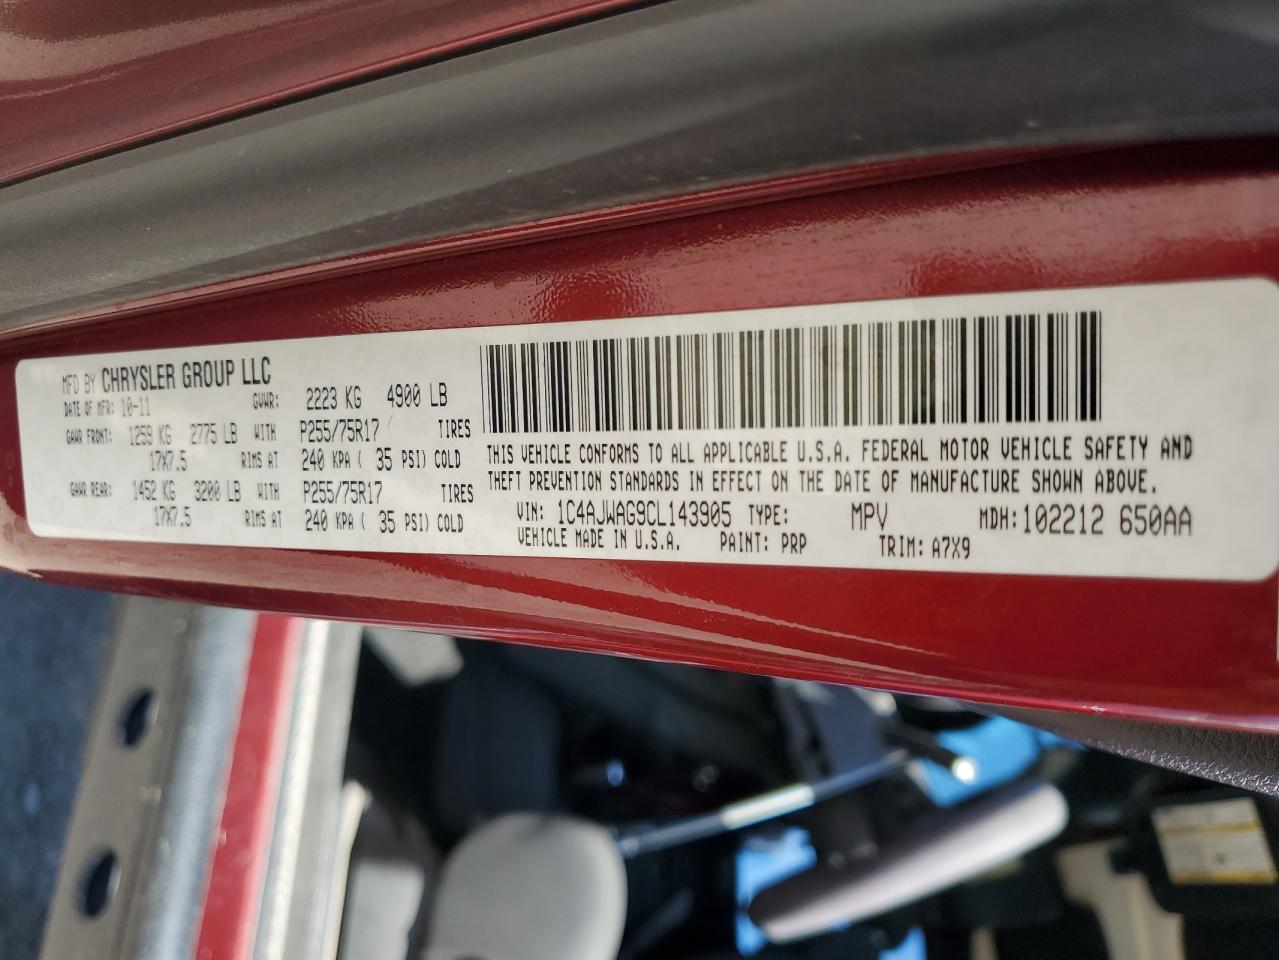 MFD BY CHRYSLER GROUP LLC
DATE OF MFR: 10-11 GVWR: 2223 KG 4900 LB
GAWR FRONT: 1259 KG 2775 LB WITH P255/75R17 TIRES
17X7.5 RIMS AT 240 KPA ( 35 PSI) COLD
GAWR REAR: 1452 KG 3200 LB WITH P255/75R17 TIRES
17X7.5 RIMS AT 240 KPA ( 35 PSI) COLD
THIS VEHICLE CONFORMS TO ALL APPLICABLE U.S.A. FEDERAL MOTOR VEHICLE SAFETY AND
THEFT PREVENTION STANDARDS IN EFFECT ON THE DATE OF MANUFACTURE SHOWN ABOVE.
VIN: 1C4AJWAG9CL143905 TYPE: MPV MDH:102212 650AA
VEHICLE MADE IN U.S.A. PAINT: PRP TRIM: A7X9